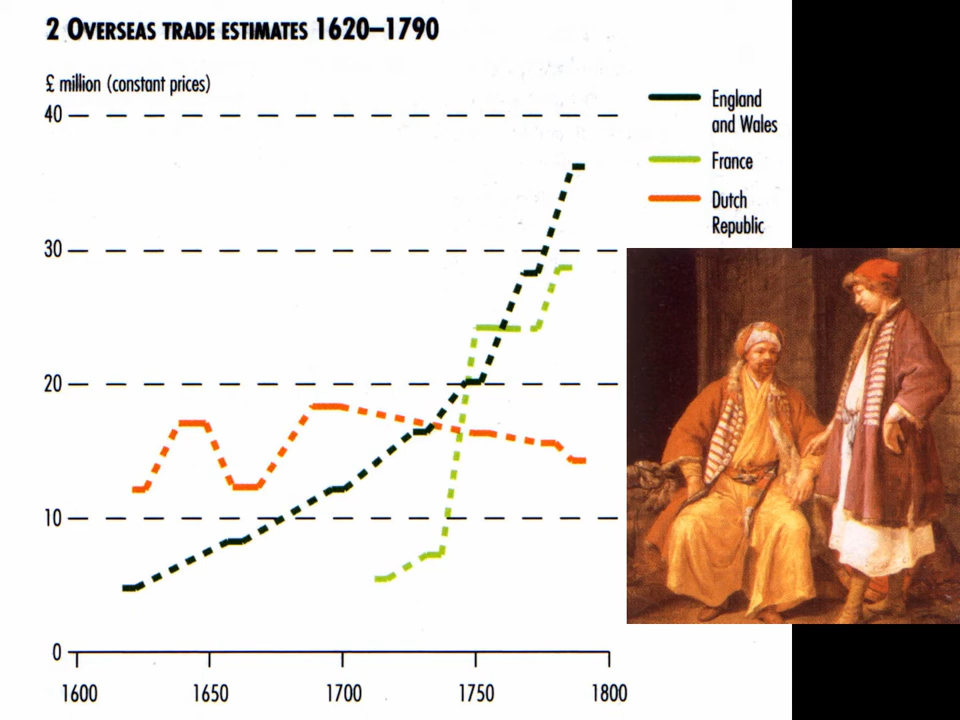 2 OVERSEAS TRADE ESTIMATES 1620–1790
£ million (constant prices)
40
30
20
10
0
1600 1650 1700 1750 1800
England
and Wales
France
Dutch
Republic